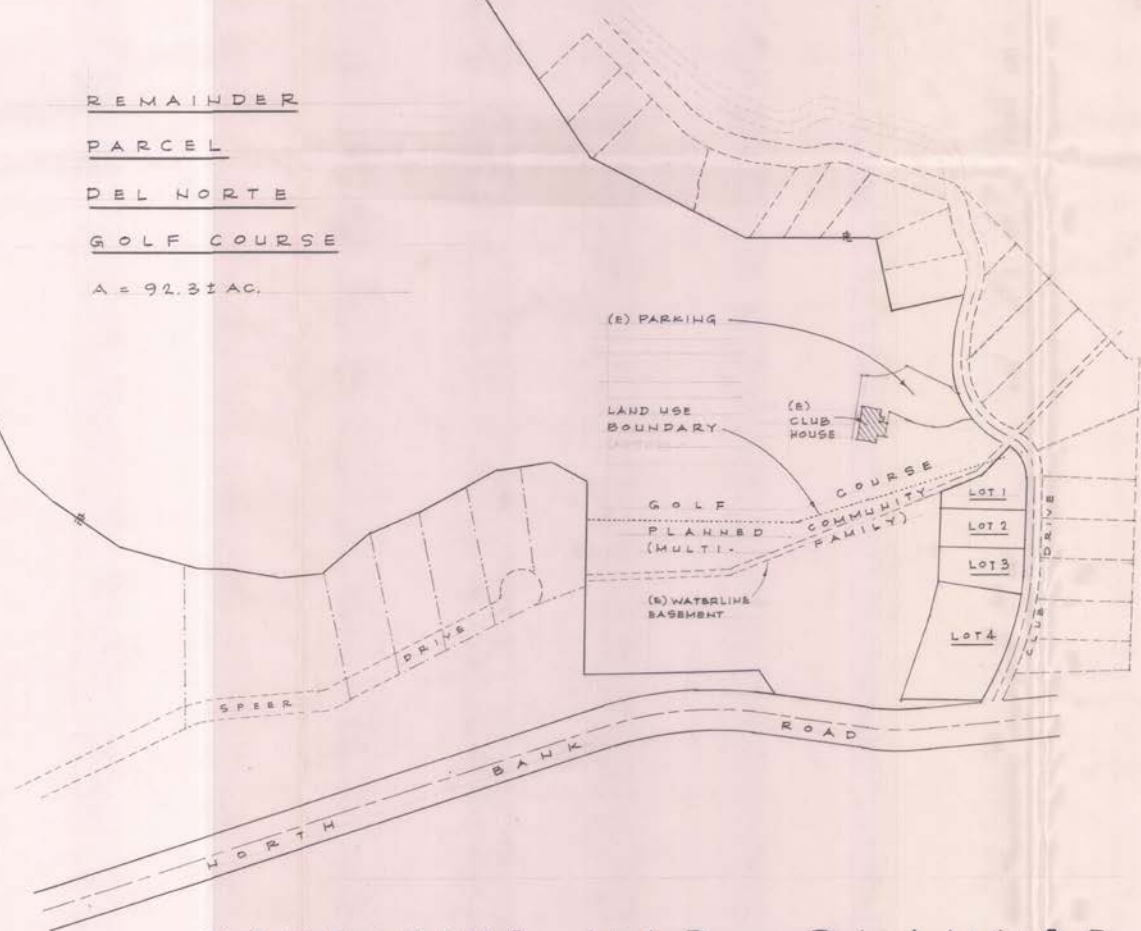 REMAINDER
PARCEL
DEL NORTE
GOLF COURSE
A = 92.3± AC.
(E) PARKING
LAND USE
BOUNDARY
(E)
CLUB
HOUSE
GOLF COURSE
PLANNED COMMUNITY
(MULTI-FAMILY)
(E) WATERLINE
EASEMENT
LOT 1
LOT 2
LOT 3
LOT 4
CLUB DRIVE
SPEER DRIVE
NORTH BANK ROAD